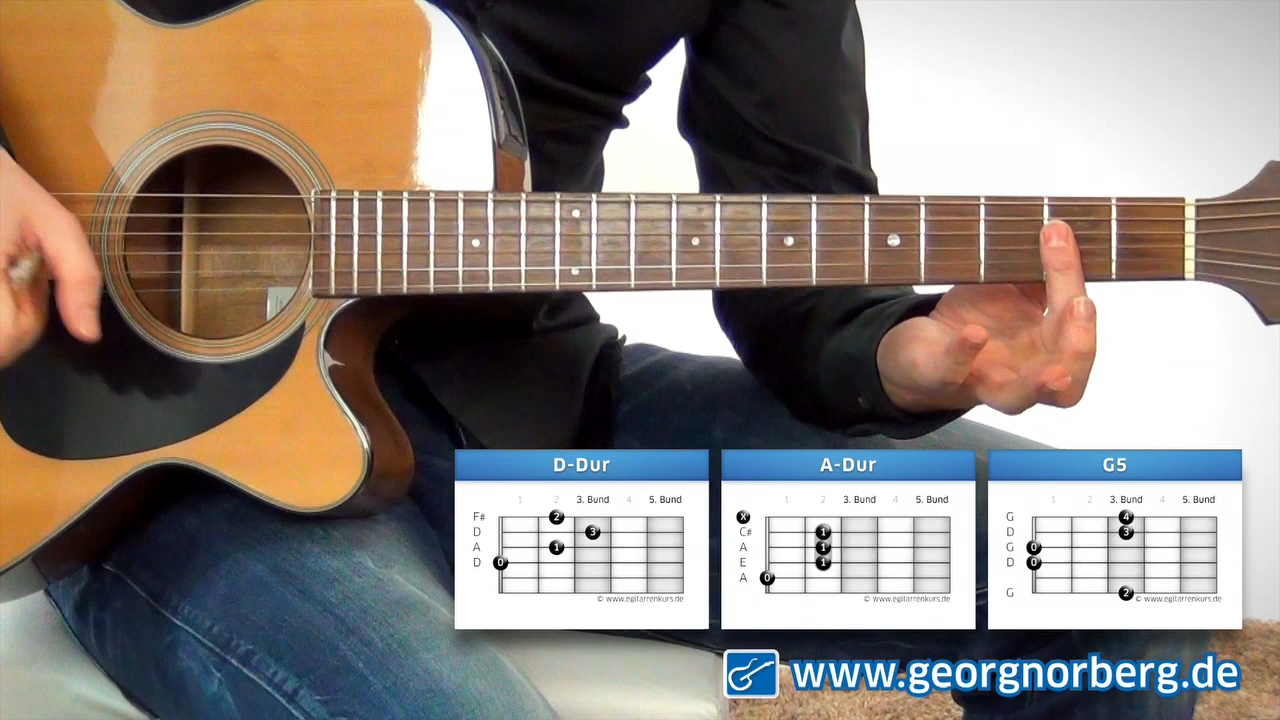 D-Dur
1 2 3. Bund 4 5. Bund
F# 2
D 3
A 1
D 0
© www.egitarrenkurs.de
A-Dur
1 2 3. Bund 4 5. Bund
X
C# 1
A 1
E 1
A 0
© www.egitarrenkurs.de
G5
1 2 3. Bund 4 5. Bund
G 4
D 3
G 0
D 0
G 2
© www.egitarrenkurs.de
www.georgnorberg.de